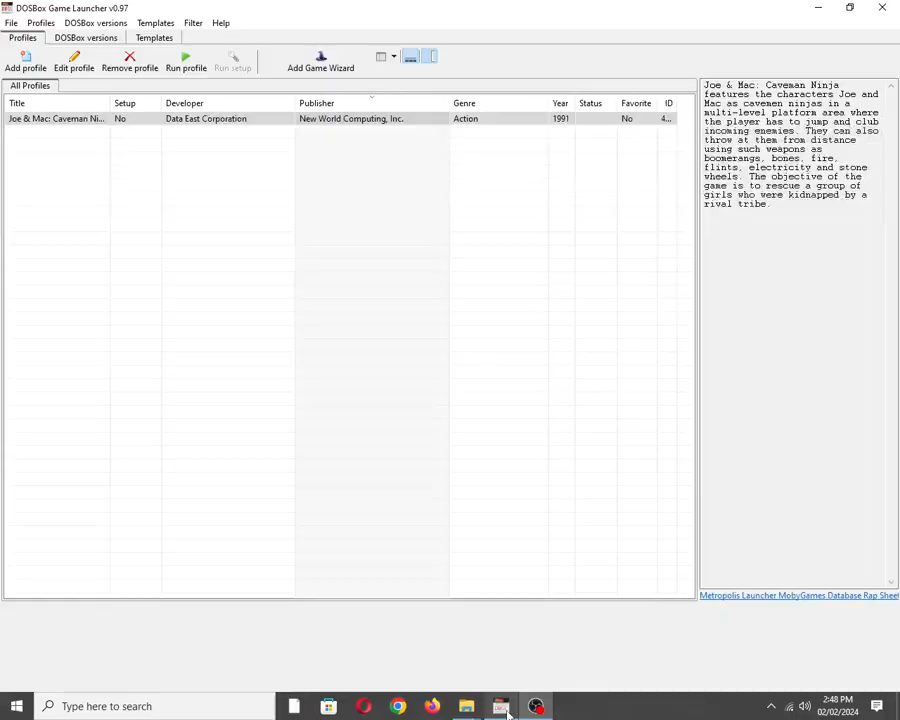 DOSBox Game Launcher v0.97
File Profiles DOSBox versions Templates Filter Help
Profiles DOSBox versions Templates
Add profile Edit profile Remove profile Run profile Run setup Add Game Wizard
All Profiles
Title Setup Developer Publisher Genre Year Status Favorite ID
Joe & Mac: Caveman Ni... No Data East Corporation New World Computing, Inc. Action 1991 No 4...
Joe & Mac: Caveman Ninja
features the characters Joe and
Mac as cavemen ninjas in a
multi-level platform area where
the player has to jump and club
incoming enemies. They can also
throw at them from distance
using such weapons as
boomerangs, bones, fire,
flints, electricity and stone
wheels. The objective of the
game is to rescue a group of
girls who were kidnapped by a
rival tribe.
Metropolis Launcher MobyGames Database Rap Sheet
Type here to search
2:48 PM
02/02/2024